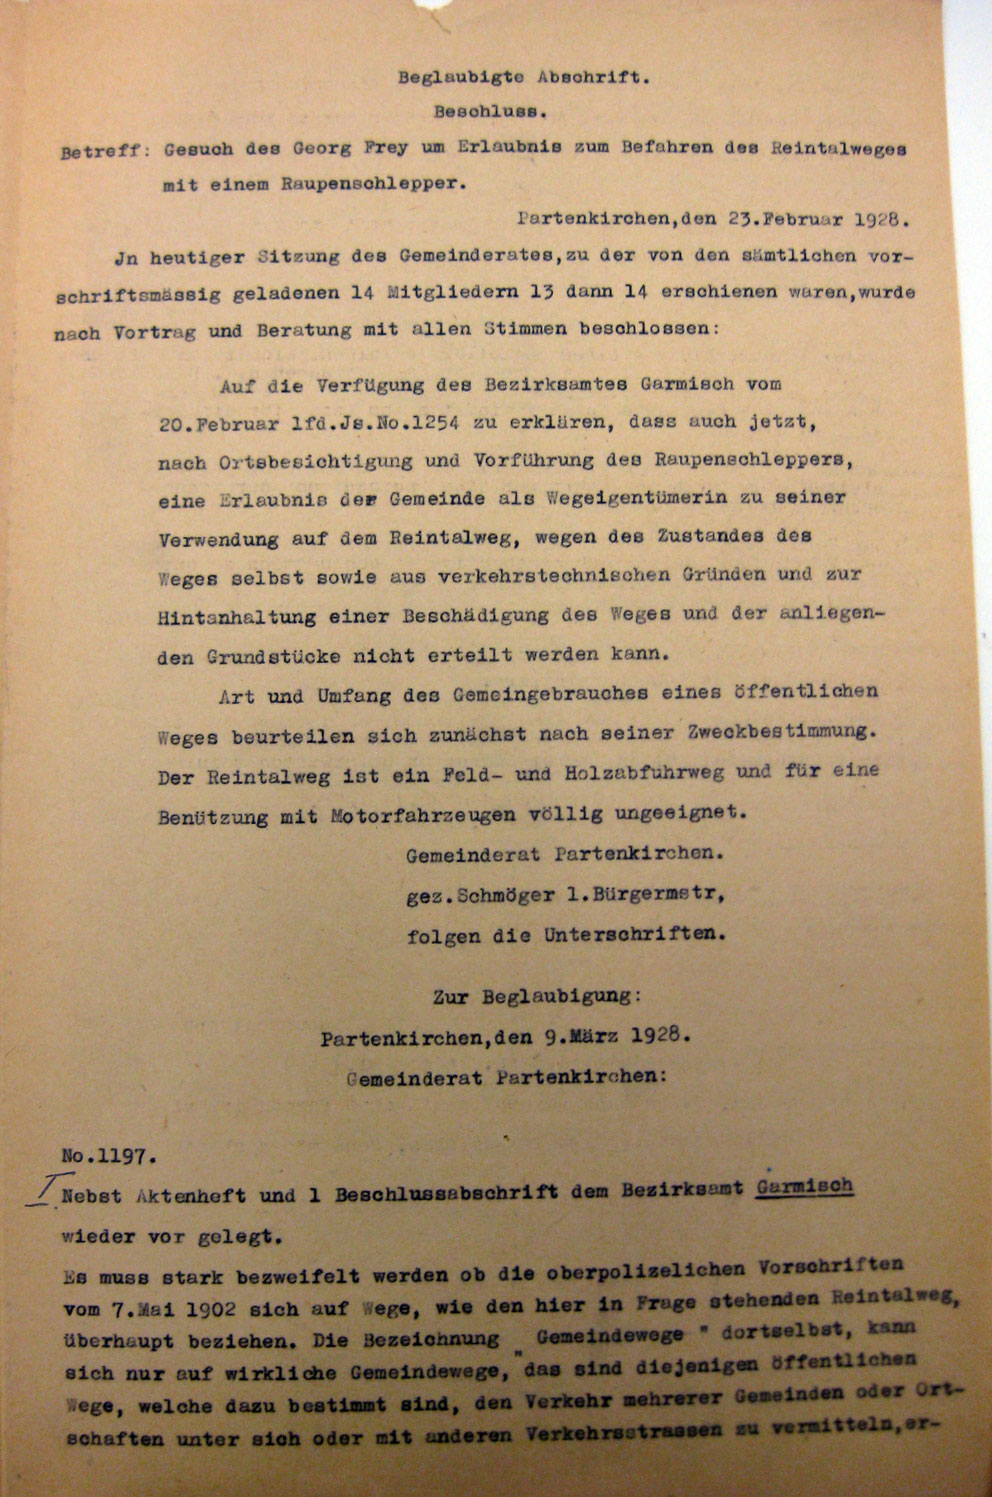 Beglaubigte Abschrift.
Beschluss.
Betreff: Gesuch des Georg Frey um Erlaubnis zum Befahren des Reintalweges
mit einem Raupenschlepper.
Partenkirchen,den 23.Februar 1928.
Jn heutiger Sitzung des Gemeinderates,zu der von den sämtlichen vor-
schriftsmässig geladenen 14 Mitgliedern 13 dann 14 erschienen waren,wurde
nach Vortrag und Beratung mit allen Stimmen beschlossen:
Auf die Verfügung des Bezirksamtes Garmisch vom
20.Februar lfd.Js.No.1254 zu erklären, dass auch jetzt,
nach Ortsbesichtigung und Vorführung des Raupenschleppers,
eine Erlaubnis der Gemeinde als Wegeigentümerin zu seiner
Verwendung auf dem Reintalweg, wegen des Zustandes des
Weges selbst sowie aus verkehrstechnischen Gründen und zur
Hintanhaltung einer Beschädigung des Weges und der anliegen-
den Grundstücke nicht erteilt werden kann.
Art und Umfang des Gemeingebrauches eines öffentlichen
Weges beurteilen sich zunächst nach seiner Zweckbestimmung.
Der Reintalweg ist ein Feld- und Holzabfuhrweg und für eine
Benützung mit Motorfahrzeugen völlig ungeeignet.
Gemeinderat Partenkirchen.
gez.Schmöger 1.Bürgermstr,
folgen die Unterschriften.
Zur Beglaubigung:
Partenkirchen,den 9.März 1928.
Gemeinderat Partenkirchen:
No.1197.
I Nebst Aktenheft und 1 Beschlussabschrift dem Bezirksamt Garmisch
wieder vor gelegt.
Es muss stark bezweifelt werden ob die oberpolizelichen Vorschriften
vom 7.Mai 1902 sich auf Wege, wie den hier in Frage stehenden Reintalweg,
überhaupt beziehen. Die Bezeichnung " Gemeindewege " dortselbst, kann
sich nur auf wirkliche Gemeindewege, das sind diejenigen öffentlichen
Wege, welche dazu bestimmt sind, den Verkehr mehrerer Gemeinden oder Ort-
schaften unter sich oder mit anderen Verkehrsstrassen zu vermitteln,er-